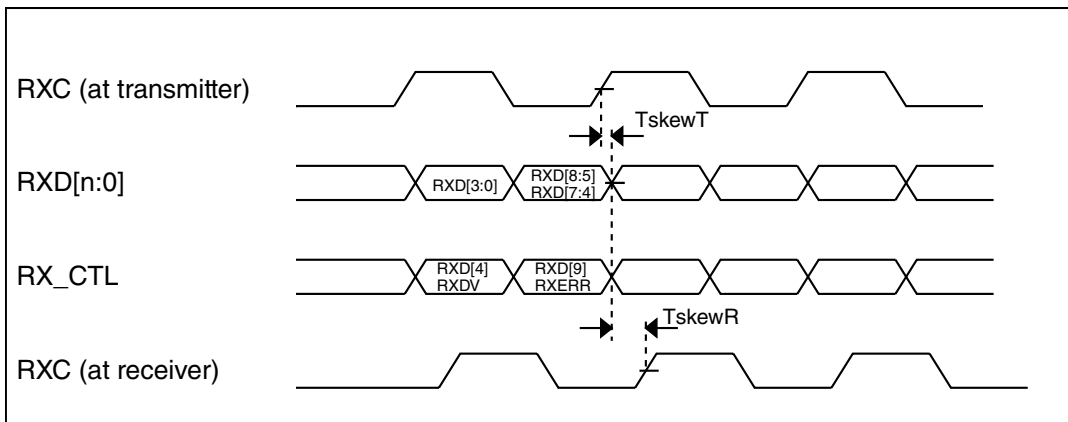 RXC (at transmitter)
TskewT
RXD[n:0]
RXD[3:0]
RXD[8:5]
RXD[7:4]
RX_CTL
RXD[4]
RXDV
RXD[9]
RXERR
TskewR
RXC (at receiver)